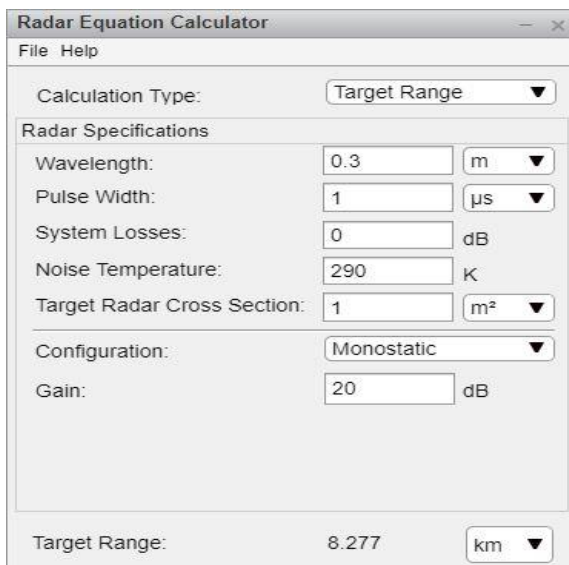 Radar Equation Calculator
File Help
Calculation Type: Target Range
Radar Specifications
Wavelength: 0.3 m
Pulse Width: 1 µs
System Losses: 0 dB
Noise Temperature: 290 K
Target Radar Cross Section: 1 m²
Configuration: Monostatic
Gain: 20 dB
Target Range: 8.277 km